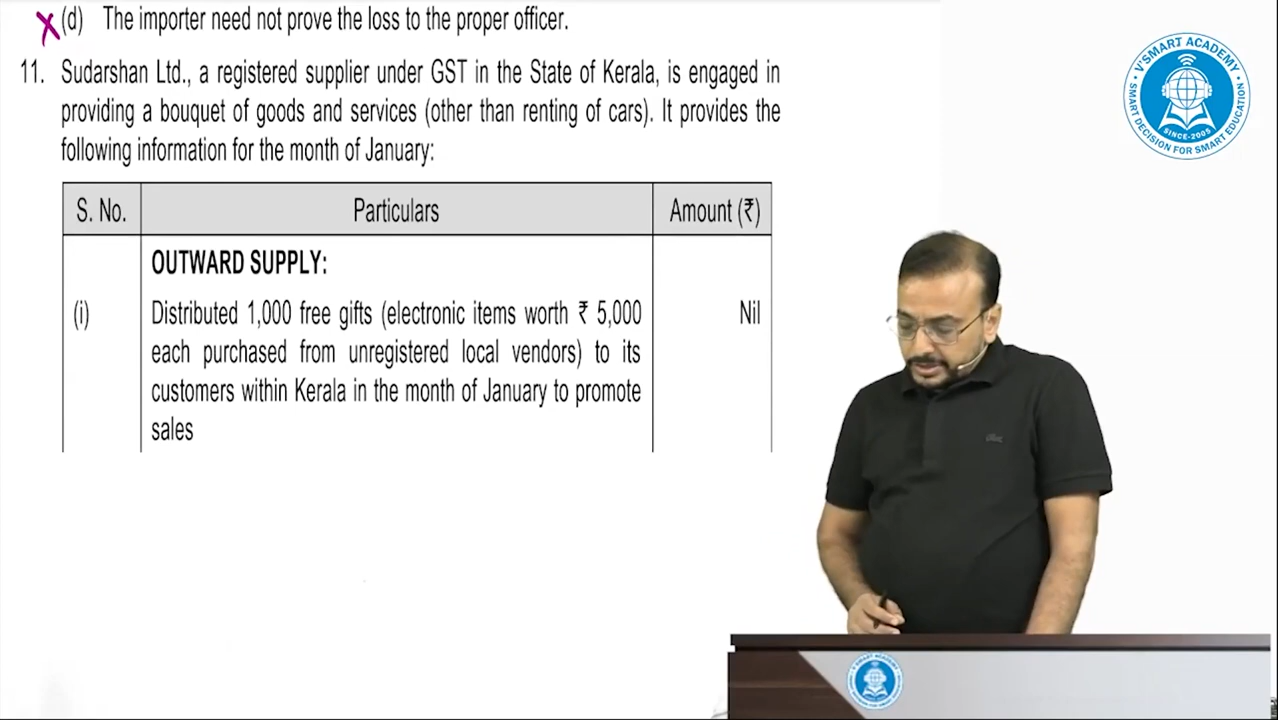 (d) The importer need not prove the loss to the proper officer.
11. Sudarshan Ltd., a registered supplier under GST in the State of Kerala, is engaged in
providing a bouquet of goods and services (other than renting of cars). It provides the
following information for the month of January:
S. No. Particulars Amount (₹)
OUTWARD SUPPLY:
(i) Distributed 1,000 free gifts (electronic items worth ₹ 5,000 Nil
each purchased from unregistered local vendors) to its
customers within Kerala in the month of January to promote
sales
V'SMART ACADEMY
SINCE-2005
SMART DECISION FOR SMART EDUCATION